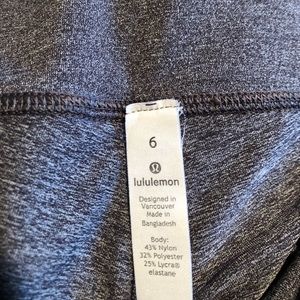 6
lululemon
Designed in
Vancouver
Made in
Bangladesh
Body:
43% Nylon
32% Polyester
25% Lycra®
elastane